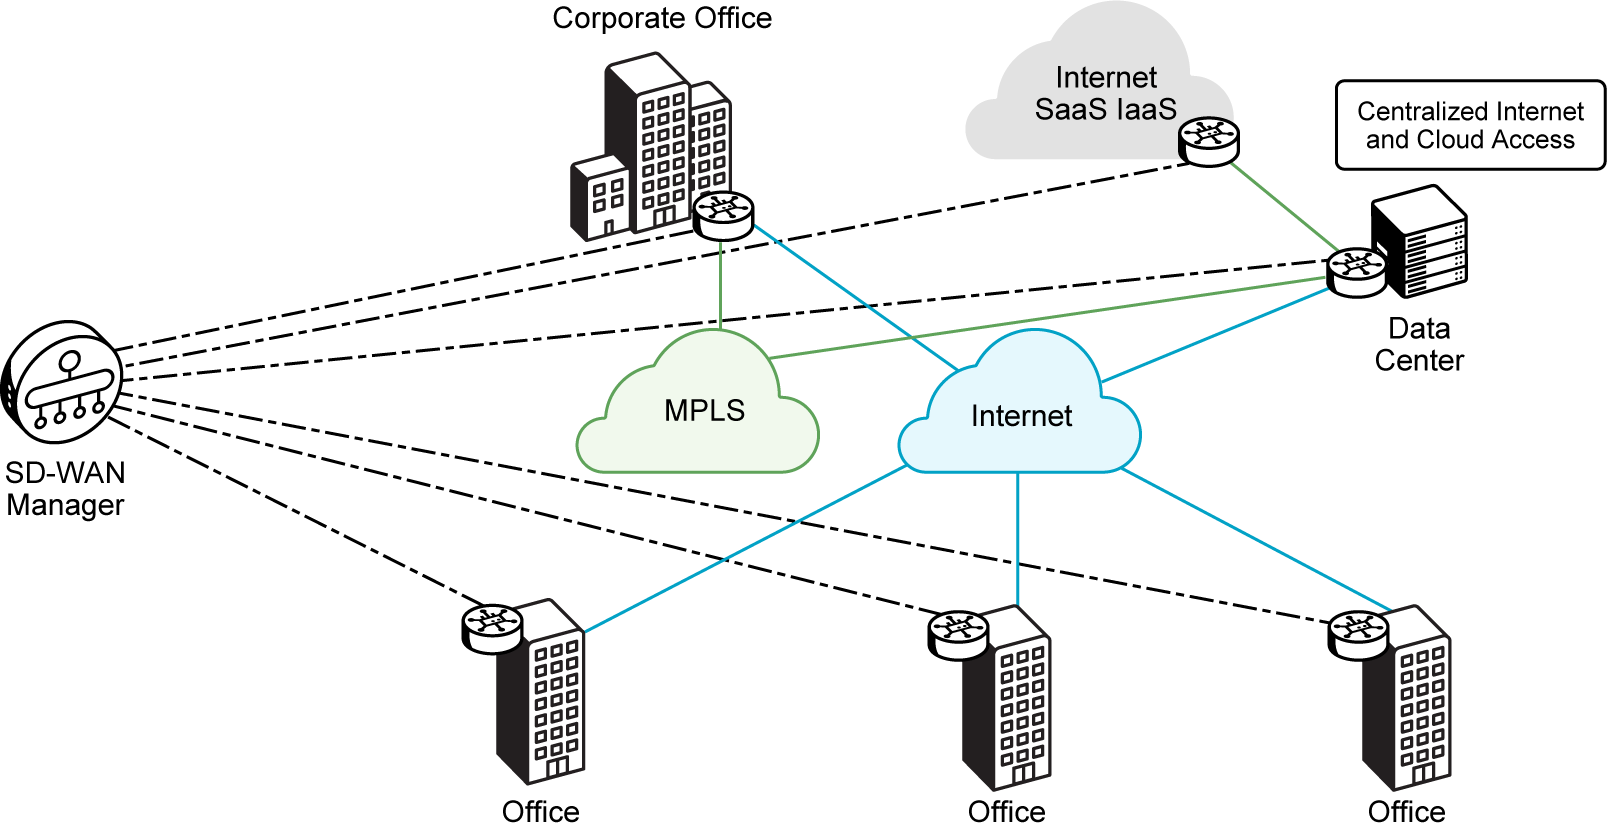 Corporate Office
Internet
SaaS IaaS
Centralized Internet
and Cloud Access
Data
Center
MPLS
Internet
SD-WAN
Manager
Office
Office
Office